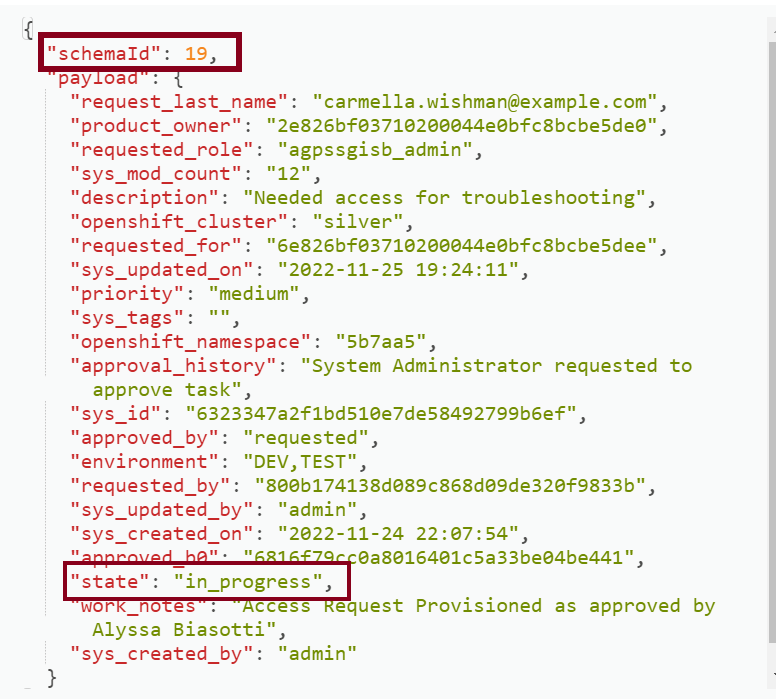 {
"schemaId": 19,
"payload": {
"request_last_name": "carmella.wishman@example.com",
"product_owner": "2e826bf03710200044e0bfc8bcbe5de0",
"requested_role": "agpssgisb_admin",
"sys_mod_count": "12",
"description": "Needed access for troubleshooting",
"openshift_cluster": "silver",
"requested_for": "6e826bf03710200044e0bfc8bcbe5dee",
"sys_updated_on": "2022-11-25 19:24:11",
"priority": "medium",
"sys_tags": "",
"openshift_namespace": "5b7aa5",
"approval_history": "System Administrator requested to
approve task",
"sys_id": "6323347a2f1bd510e7de58492799b6ef",
"approved_by": "requested",
"environment": "DEV,TEST",
"requested_by": "800b174138d089c868d09de320f9833b",
"sys_updated_by": "admin",
"sys_created_on": "2022-11-24 22:07:54",
"approved_b0": "6816f79cc0a8016401c5a33be04be441",
"state": "in_progress",
"work_notes": "Access Request Provisioned as approved by
Alyssa Biasotti",
"sys_created_by": "admin"
}